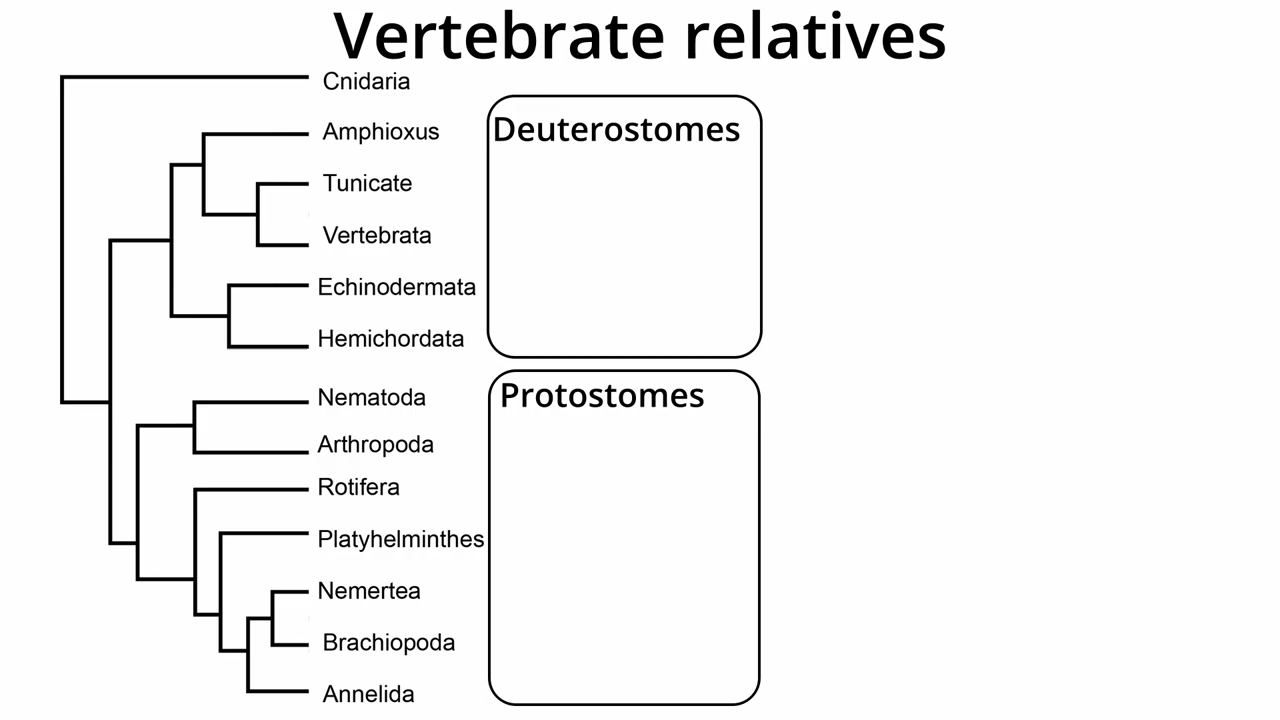 Vertebrate relatives
Cnidaria
Amphioxus
Tunicate
Vertebrata
Echinodermata
Hemichordata
Nematoda
Arthropoda
Rotifera
Platyhelminthes
Nemertea
Brachiopoda
Annelida
Deuterostomes
Protostomes